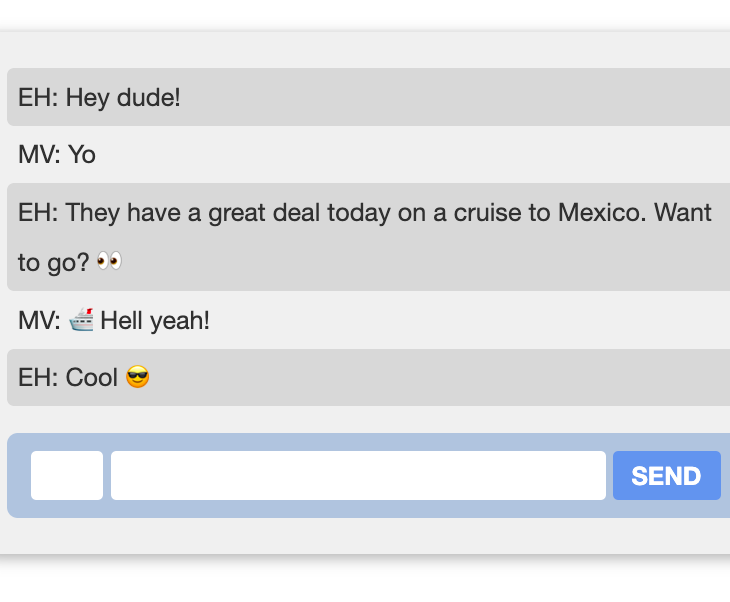 EH: Hey dude!
MV: Yo
EH: They have a great deal today on a cruise to Mexico. Want
to go? 👀
MV: 🛳️ Hell yeah!
EH: Cool 😎
SEND